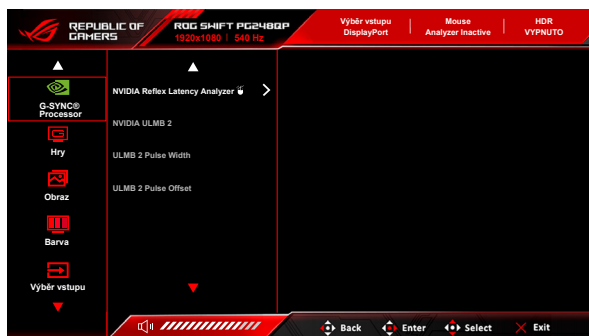 REPUBLIC OF
GAMERS
ROG SHIFT PG248QP
1920x1080 | 540 Hz
Výběr vstupu
DisplayPort
Mouse
Analyzer Inactive
HDR
VYPNUTO
G-SYNC®
Processor
Hry
Obraz
Barva
Výběr vstupu
NVIDIA Reflex Latency Analyzer
NVIDIA ULMB 2
ULMB 2 Pulse Width
ULMB 2 Pulse Offset
Back
Enter
Select
Exit